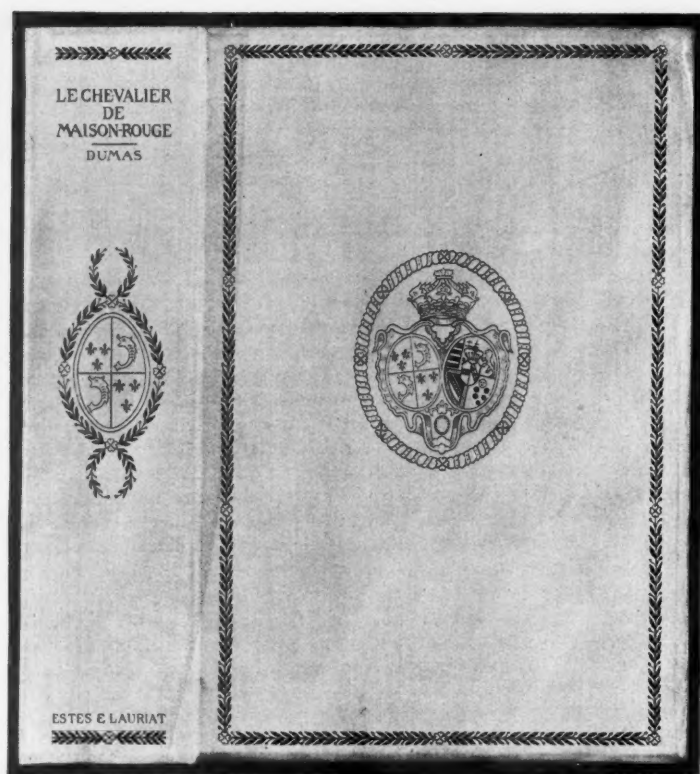 LE CHEVALIER
DE
MAISON-ROUGE
DUMAS
ESTES & LAURIAT